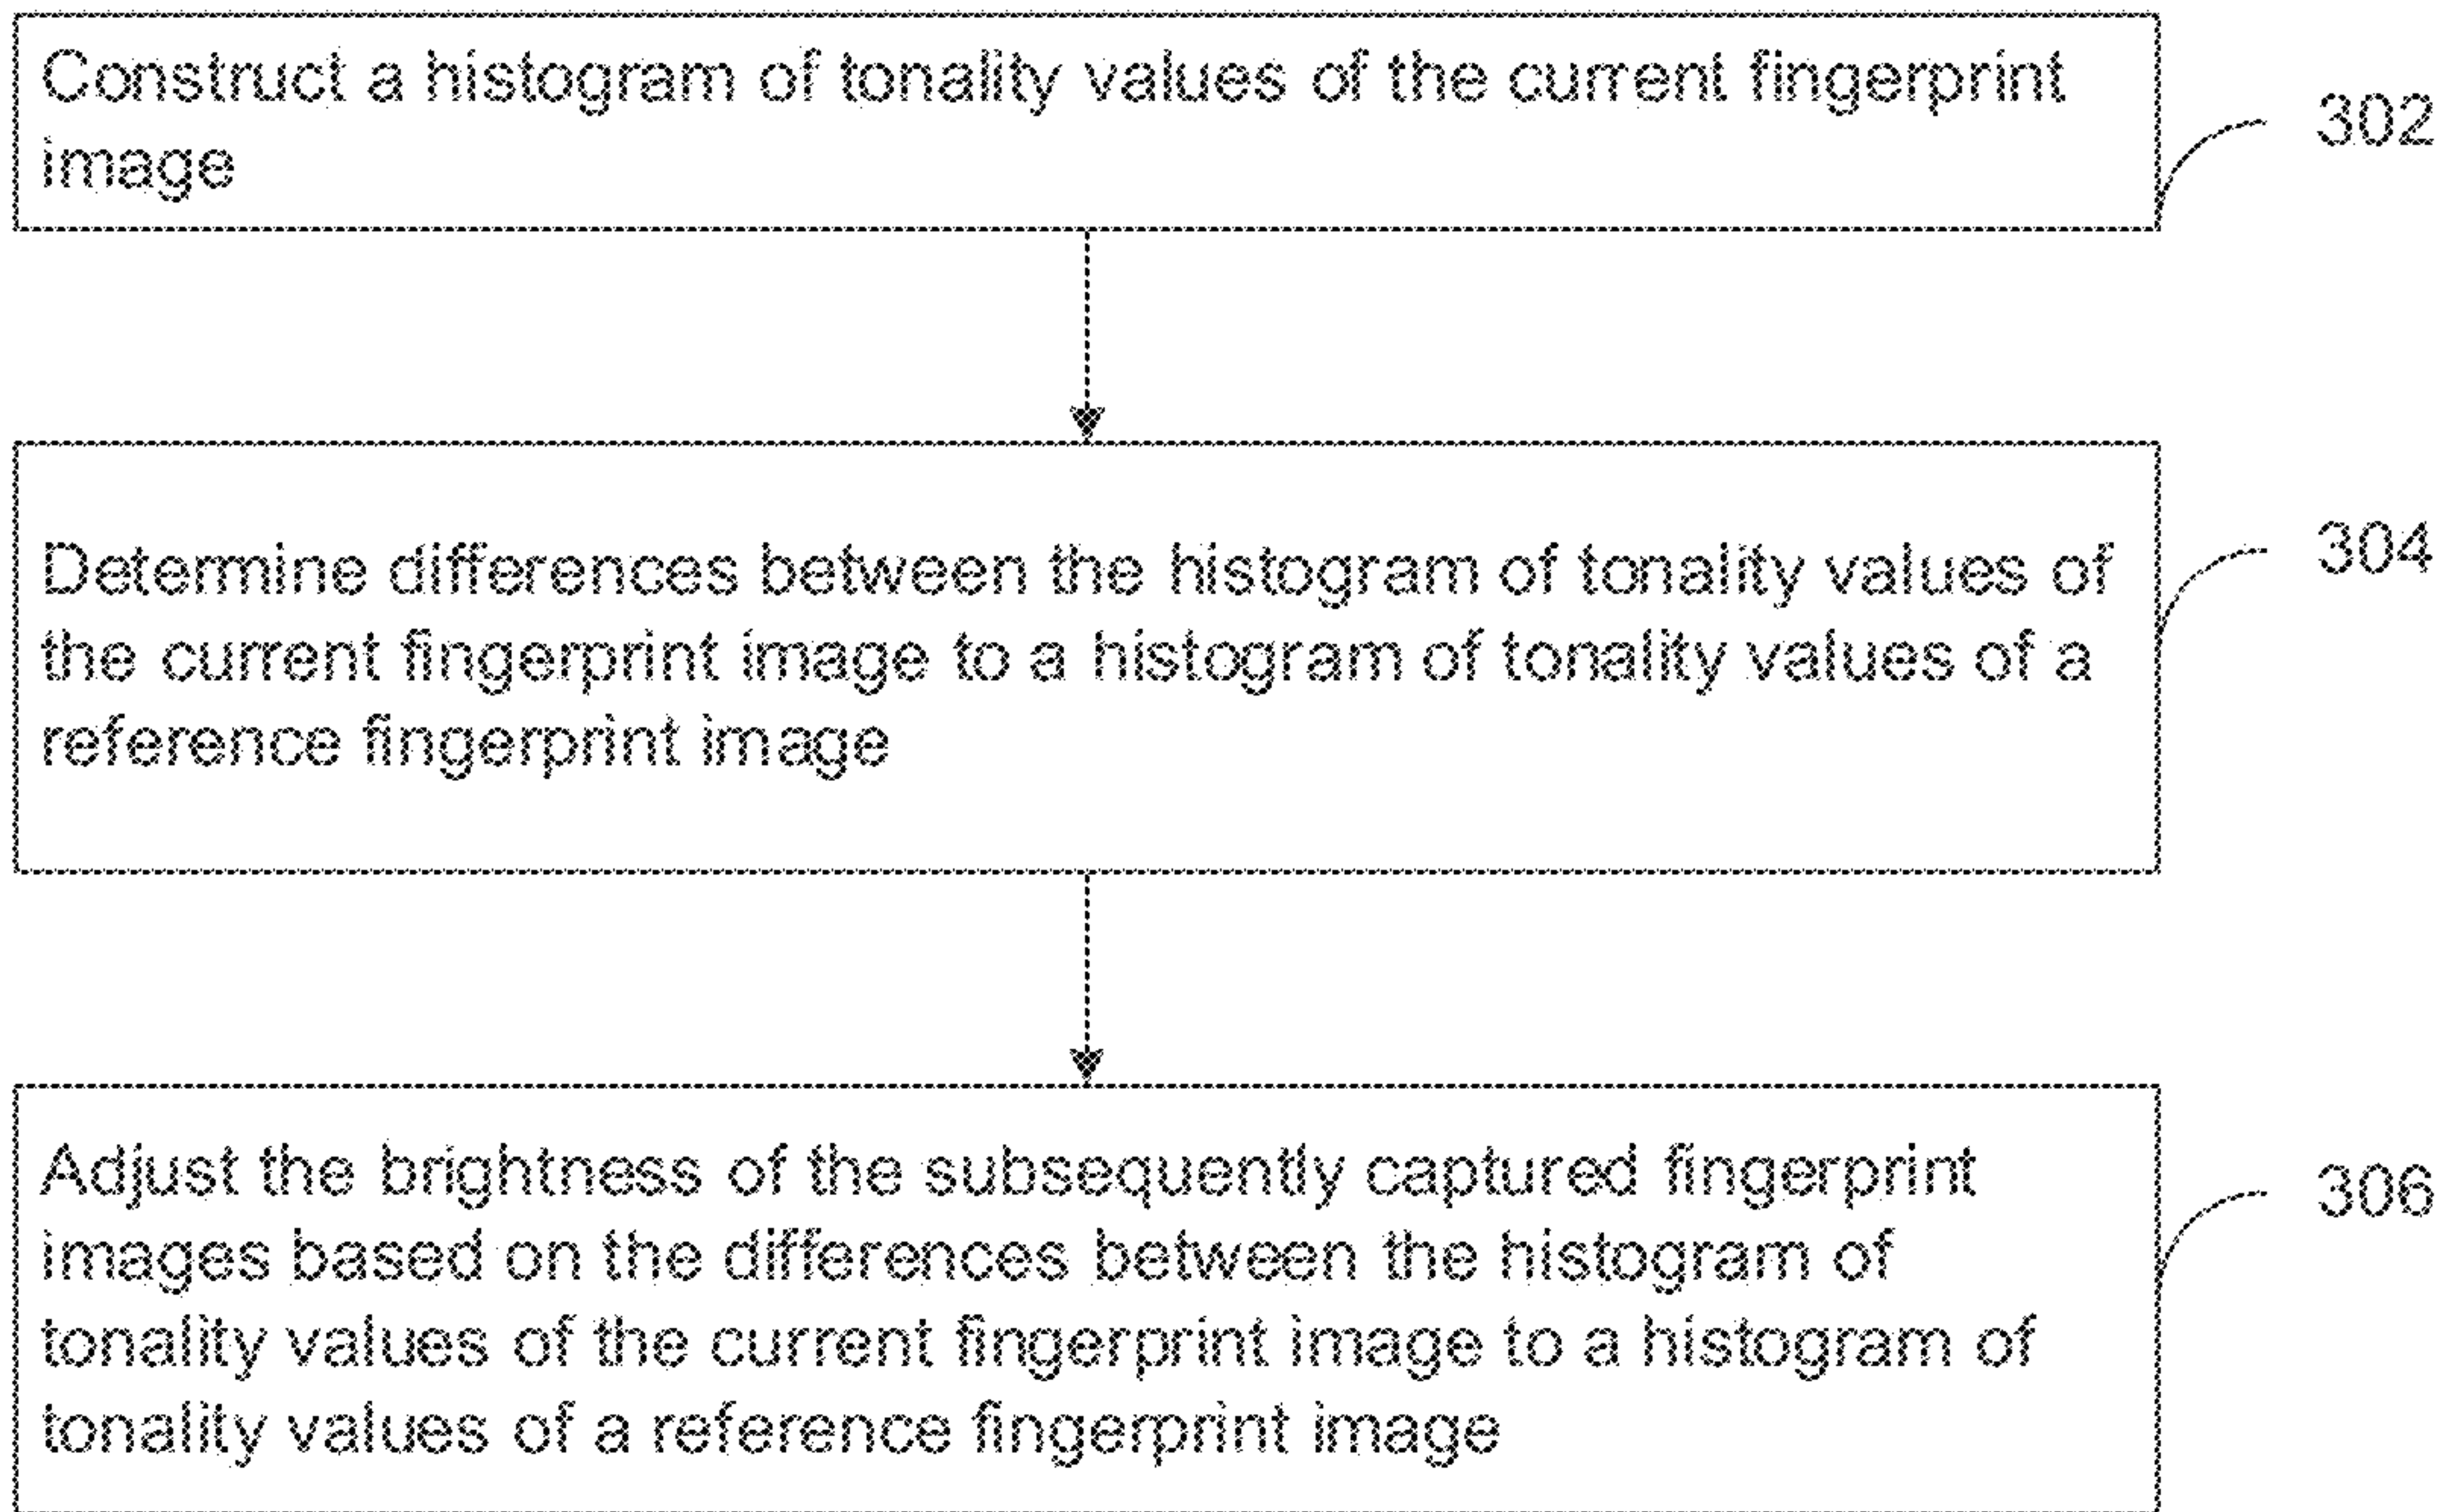 Construct a histogram of tonality values of the current fingerprint
image
302
Determine differences between the histogram of tonality values of
the current fingerprint image to a histogram of tonality values of a
reference fingerprint image
304
Adjust the brightness of the subsequently captured fingerprint
images based on the differences between the histogram of
tonality values of the current fingerprint image to a histogram of
tonality values of a reference fingerprint image
306